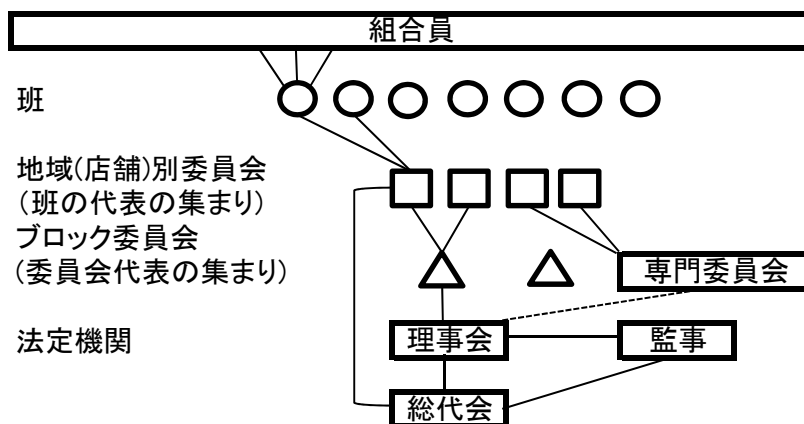 組合員
班
地域(店舗)別委員会
(班の代表の集まり)
ブロック委員会
(委員会代表の集まり)
専門委員会
法定機関
理事会
監事
総代会